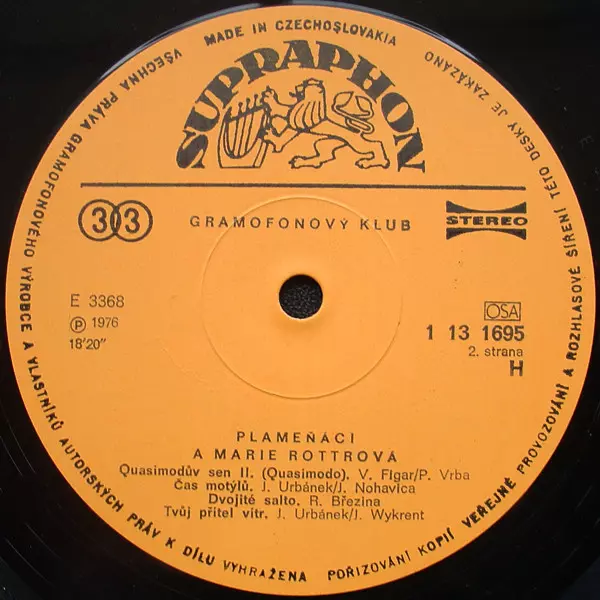 MADE IN CZECHOSLOVAKIA
SUPRAPHON
33
GRAMOFONOVÝ KLUB
STEREO
E 3368
Ⓟ 1976
18'20"
OSA
1 13 1695
2. strana
H
PLAMEŇÁCI
A MARIE ROTTROVÁ
Quasimodův sen II. (Quasimodo). V. Figar/P. Vrba
Čas motýlů. J. Urbánek/J. Nohavica
Dvojité salto. R. Březina
Tvůj přítel vítr. J. Urbánek/J. Wykrent
VŠECHNA PRÁVA GRAMOFONOVÉHO VÝROBCE A VLASTNÍKŮ AUTORSKÝCH PRÁV K DÍLU VYHRAŽENA
POŘIZOVÁNÍ KOPIÍ VEŘEJNÉ PROVOZOVÁNÍ A ROZHLASOVÉ ŠÍŘENÍ TÉTO DESKY JE ZAKÁZÁNO